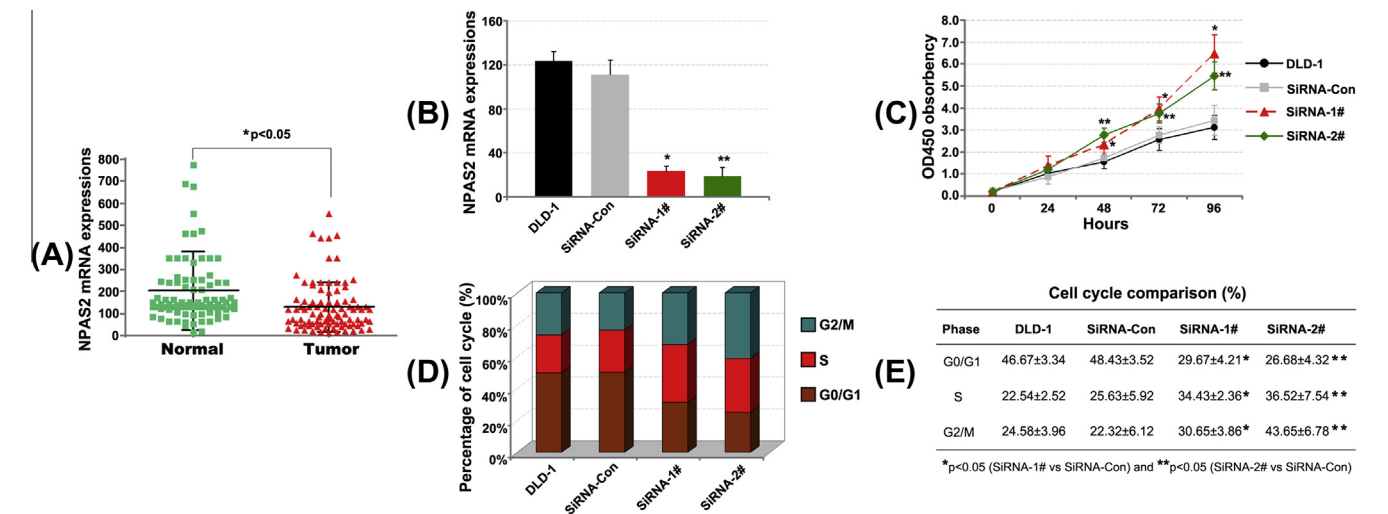 (A)
NPAS2 mRNA expressions
*p<0.05
800
700
600
500
400
300
200
100
0
Normal
Tumor
(B)
NPAS2 mRNA expressions
160
120
80
40
0
*
**
DLD-1
SiRNA-Con
SiRNA-1#
SiRNA-2#
(C)
OD450 obsorbency
8.0
7.0
6.0
5.0
4.0
3.0
2.0
1.0
0.0
**
*
*
**
*
**
0
24
48
72
96
Hours
DLD-1
SiRNA-Con
SiRNA-1#
SiRNA-2#
(D)
Percentage of cell cycle (%)
100%
80%
60%
40%
20%
0%
DLD-1
SiRNA-Con
SiRNA-1#
SiRNA-2#
G2/M
S
G0/G1
(E)
Cell cycle comparison (%)
Phase DLD-1 SiRNA-Con SiRNA-1# SiRNA-2#
G0/G1 46.67±3.34 48.43±3.52 29.67±4.21* 26.68±4.32**
S 22.54±2.52 25.63±5.92 34.43±2.36* 36.52±7.54**
G2/M 24.58±3.96 22.32±6.12 30.65±3.86* 43.65±6.78**
*p<0.05 (SiRNA-1# vs SiRNA-Con) and **p<0.05 (SiRNA-2# vs SiRNA-Con)